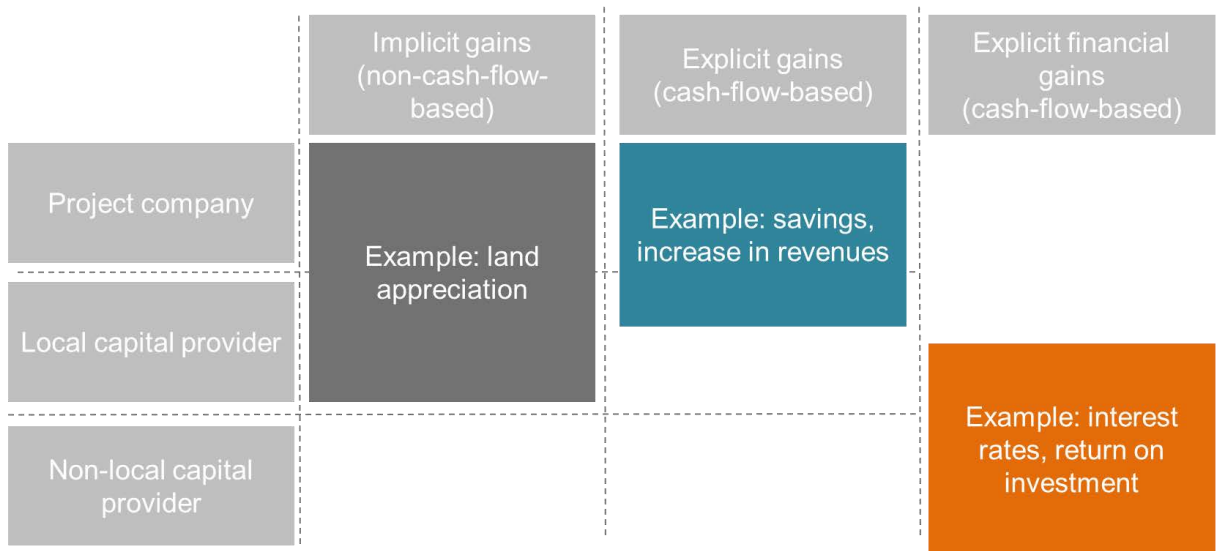 Implicit gains
(non-cash-flow-
based)
Explicit gains
(cash-flow-based)
Explicit financial
gains
(cash-flow-based)
Project company
Example: land
appreciation
Example: savings,
increase in revenues
Local capital provider
Non-local capital
provider
Example: interest
rates, return on
investment